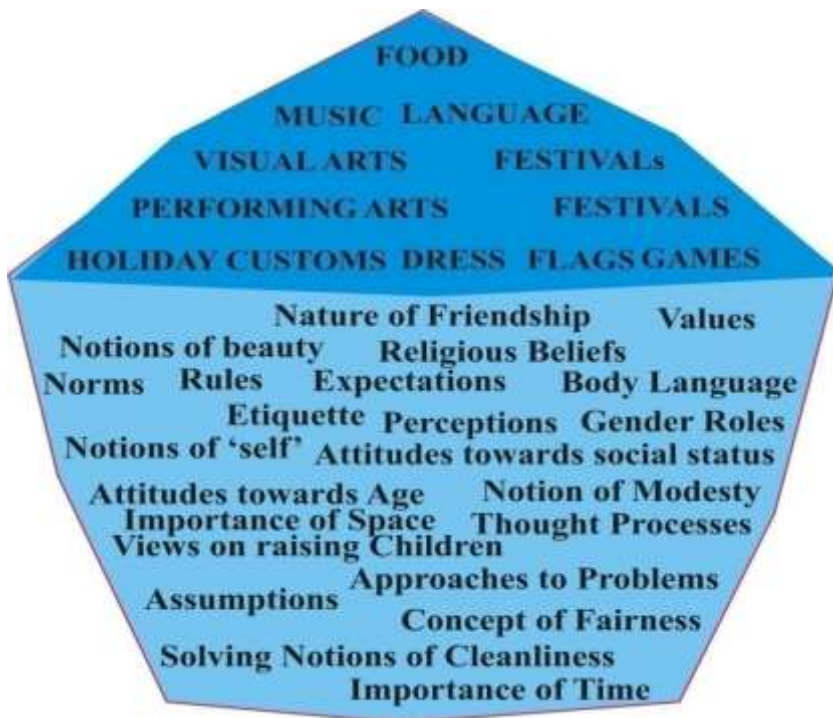 FOOD
MUSIC LANGUAGE
VISUAL ARTS FESTIVALs
PERFORMING ARTS FESTIVALS
HOLIDAY CUSTOMS DRESS FLAGS GAMES
Nature of Friendship Values
Notions of beauty Religious Beliefs
Norms Rules Expectations Body Language
Etiquette Perceptions Gender Roles
Notions of ‘self’ Attitudes towards social status
Attitudes towards Age Notion of Modesty
Importance of Space Thought Processes
Views on raising Children
Approaches to Problems
Assumptions
Concept of Fairness
Solving Notions of Cleanliness
Importance of Time